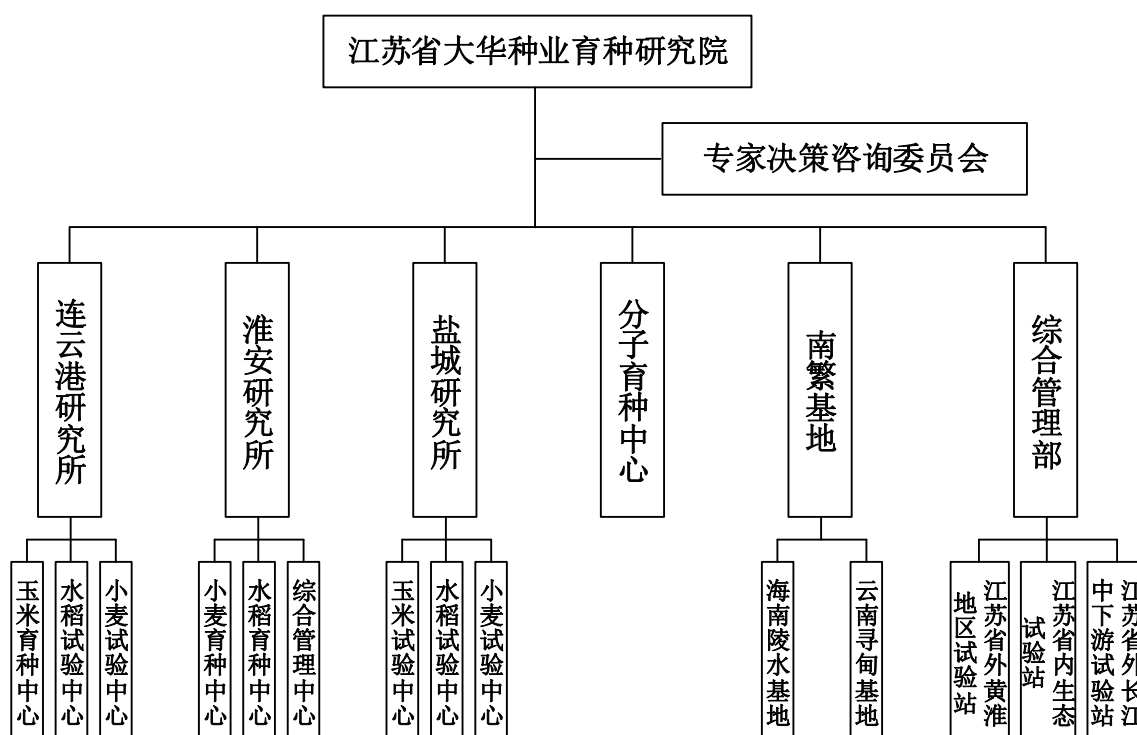 江苏省大华种业育种研究院
专家决策咨询委员会
连云港研究所
淮安研究所
盐城研究所
分子育种中心
南繁基地
综合管理部
玉米育种中心
水稻试验中心
小麦试验中心
小麦育种中心
水稻育种中心
综合管理中心
玉米试验中心
水稻试验中心
小麦试验中心
海南陵水基地
云南寻甸基地
江苏省外黄淮
地区试验站
江苏省内生态
试验站
江苏省外长江
中下游试验站